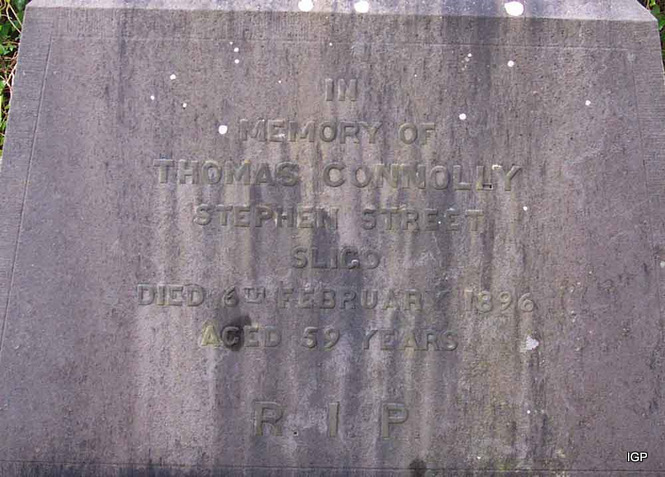 IN
MEMORY OF
THOMAS CONNOLLY
STEPHEN STREET
SLIGO
DIED 6TH FEBRUARY 1896
AGED 59 YEARS
R I P
IGP